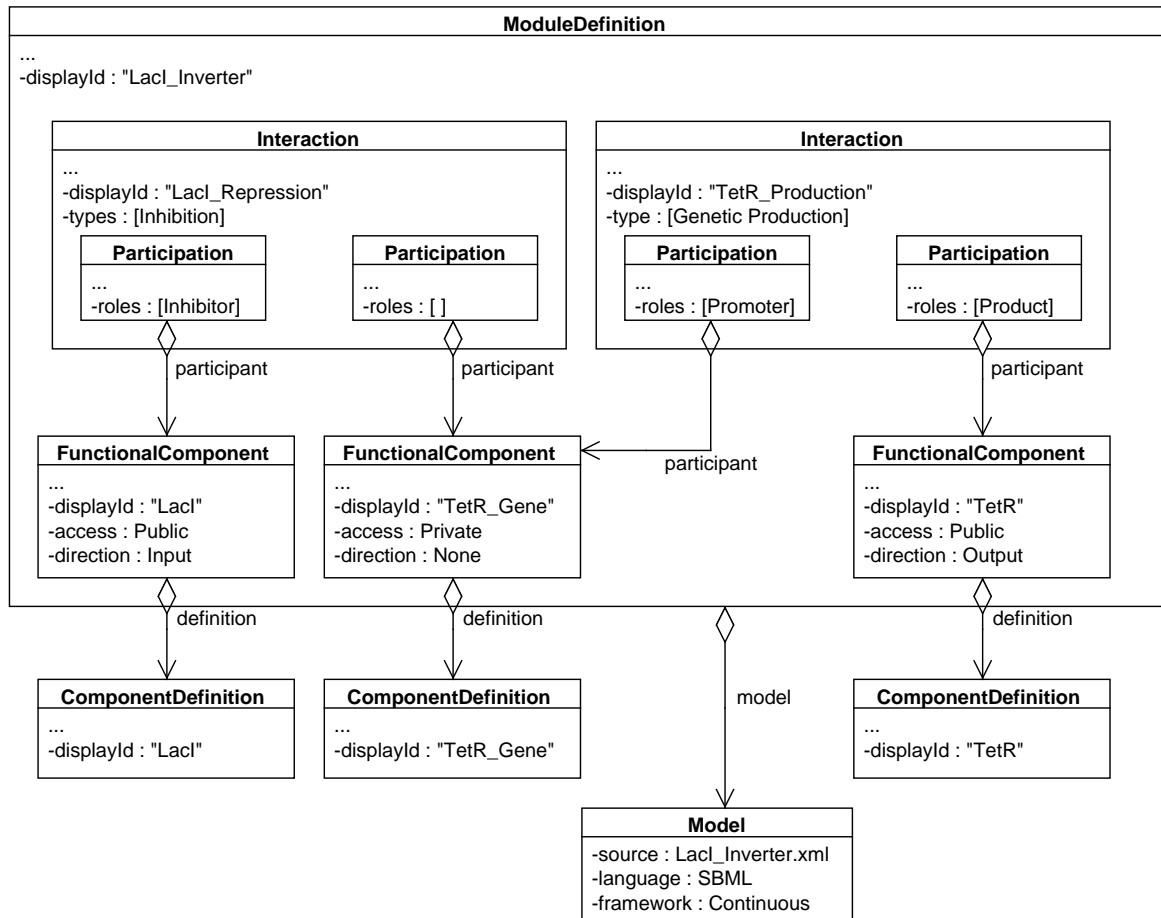 ModuleDefinition
...
-displayId : "LacI_Inverter"
Interaction
...
-displayId : "LacI_Repression"
-types : [Inhibition]
Participation
...
-roles : [Inhibitor]
Participation
...
-roles : [ ]
Interaction
...
-displayId : "TetR_Production"
-type : [Genetic Production]
Participation
...
-roles : [Promoter]
Participation
...
-roles : [Product]
participant
participant
participant
participant
FunctionalComponent
...
-displayId : "LacI"
-access : Public
-direction : Input
FunctionalComponent
...
-displayId : "TetR_Gene"
-access : Private
-direction : None
FunctionalComponent
...
-displayId : "TetR"
-access : Public
-direction : Output
definition
definition
definition
ComponentDefinition
...
-displayId : "LacI"
ComponentDefinition
...
-displayId : "TetR_Gene"
model
ComponentDefinition
...
-displayId : "TetR"
Model
-source : LacI_Inverter.xml
-language : SBML
-framework : Continuous